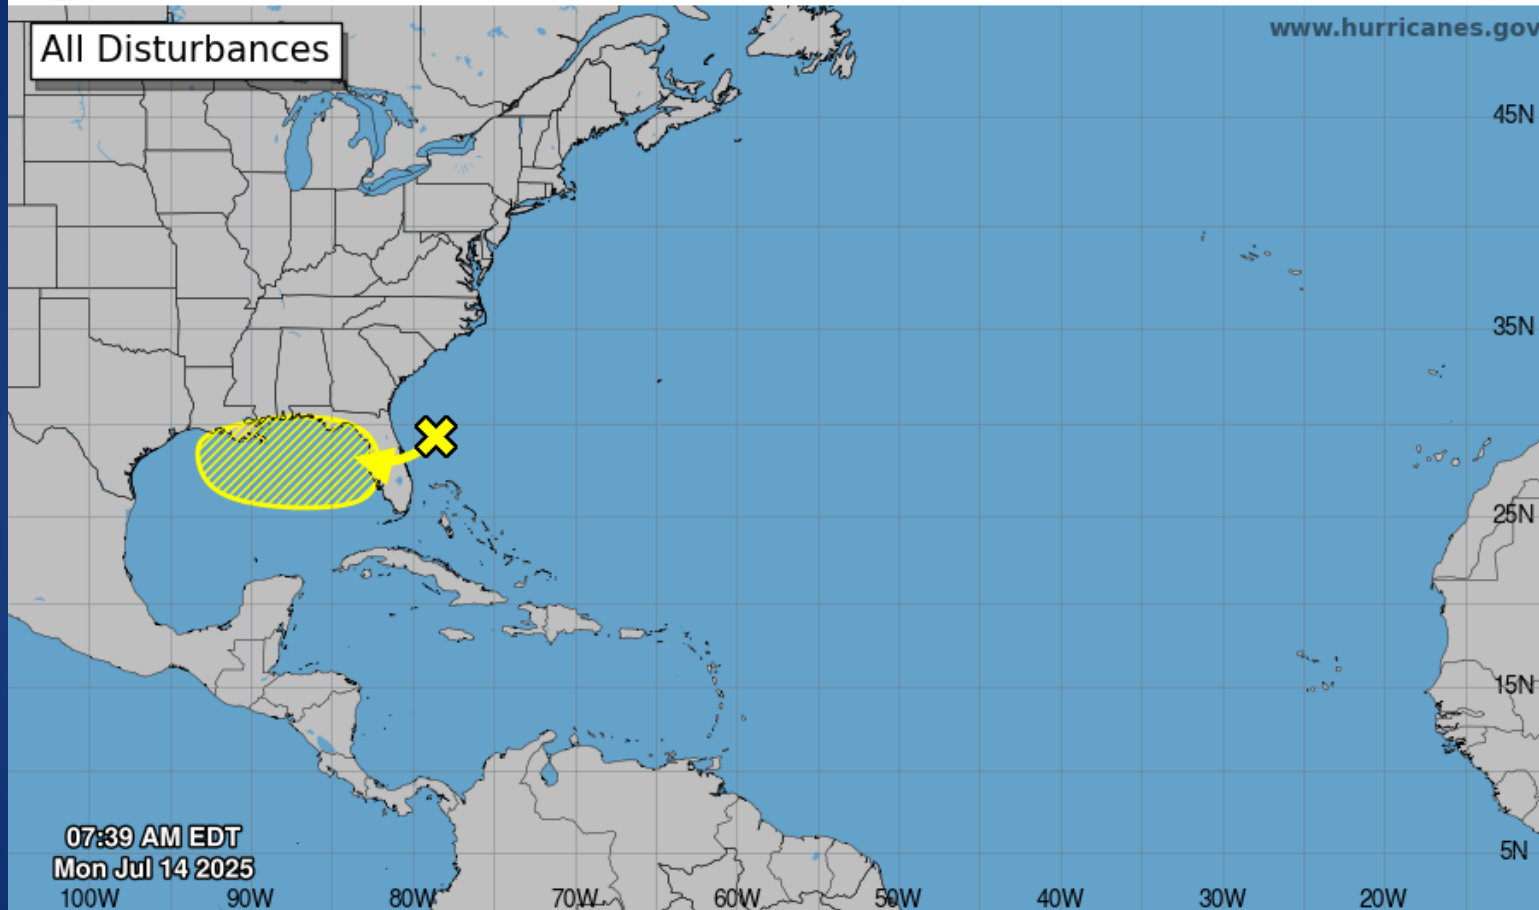 All Disturbances
www.hurricanes.gov
45N
35N
25N
15N
5N
07:39 AM EDT
Mon Jul 14 2025
100W 90W 80W 70W 60W 50W 40W 30W 20W